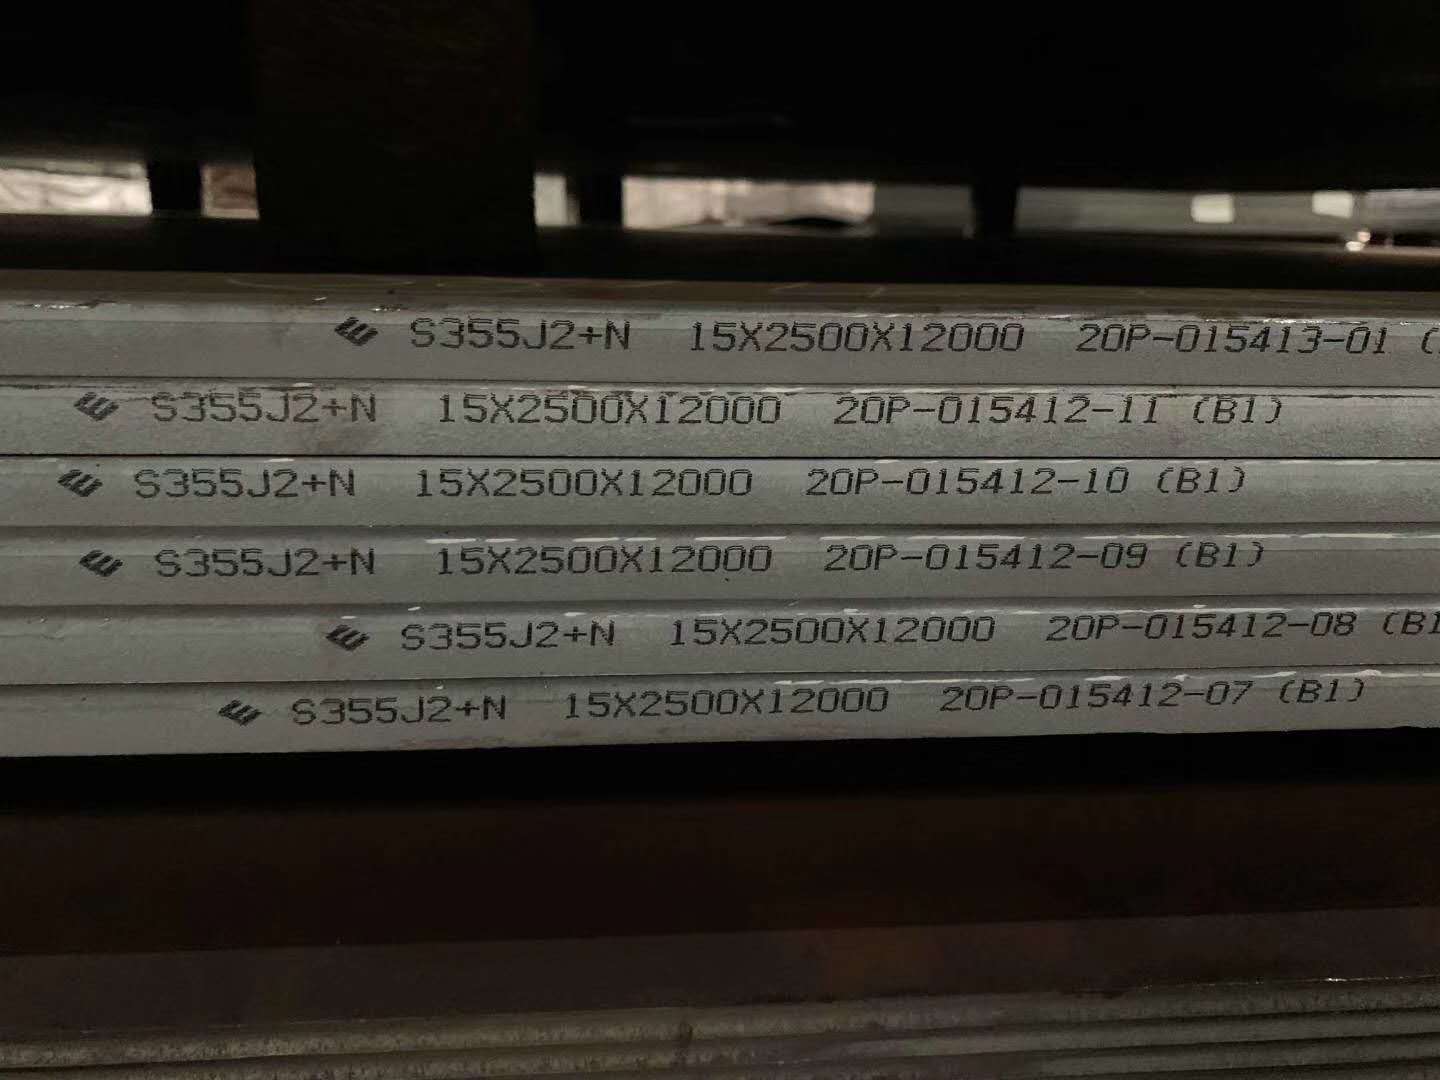 S355J2+N 15X2500X12000 20P-015413-01 (
S355J2+N 15X2500X12000 20P-015412-11 (B1)
S355J2+N 15X2500X12000 20P-015412-10 (B1)
S355J2+N 15X2500X12000 20P-015412-09 (B1)
S355J2+N 15X2500X12000 20P-015412-08 (B1
S355J2+N 15X2500X12000 20P-015412-07 (B1)